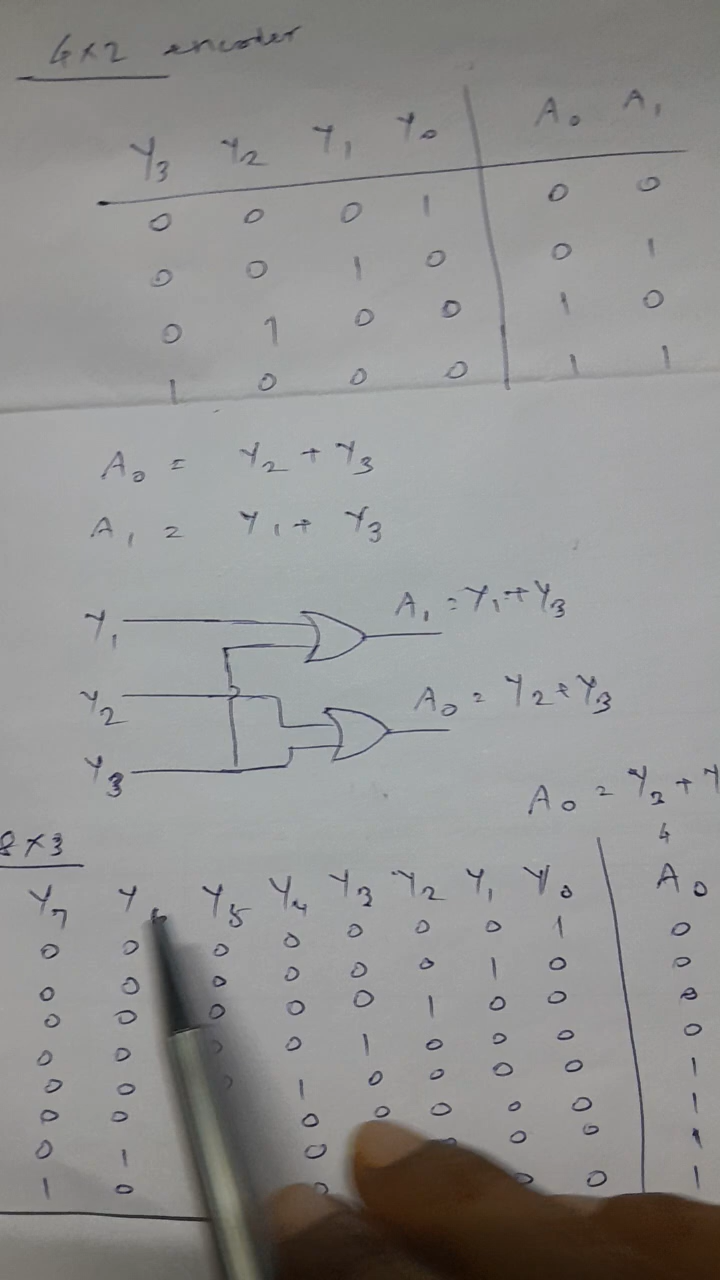 4x2 encoder
Y3 Y2 Y1 Y0 A0 A1
0 0 0 1 0 0
0 0 1 0 0 1
0 1 0 0 1 0
1 0 0 0 1 1
A0 = Y2 + Y3
A1 = Y1 + Y3
Y1 A1 = Y1 + Y3
Y2 A0 = Y2 + Y3
Y3
A0 = Y2 + Y
4
8x3
Y7 Y Y5 Y4 Y3 Y2 Y1 Y0 A0
0 0 0 0 0 0 0 1 0
0 0 0 0 0 0 1 0 0
0 0 0 0 0 1 0 0 0
0 0 0 0 1 0 0 0 0
0 0 0 1 0 0 0 0 1
0 0 0 0 0 0 0 1
0 1 0 0 0 1
1 0 0 0 0 1